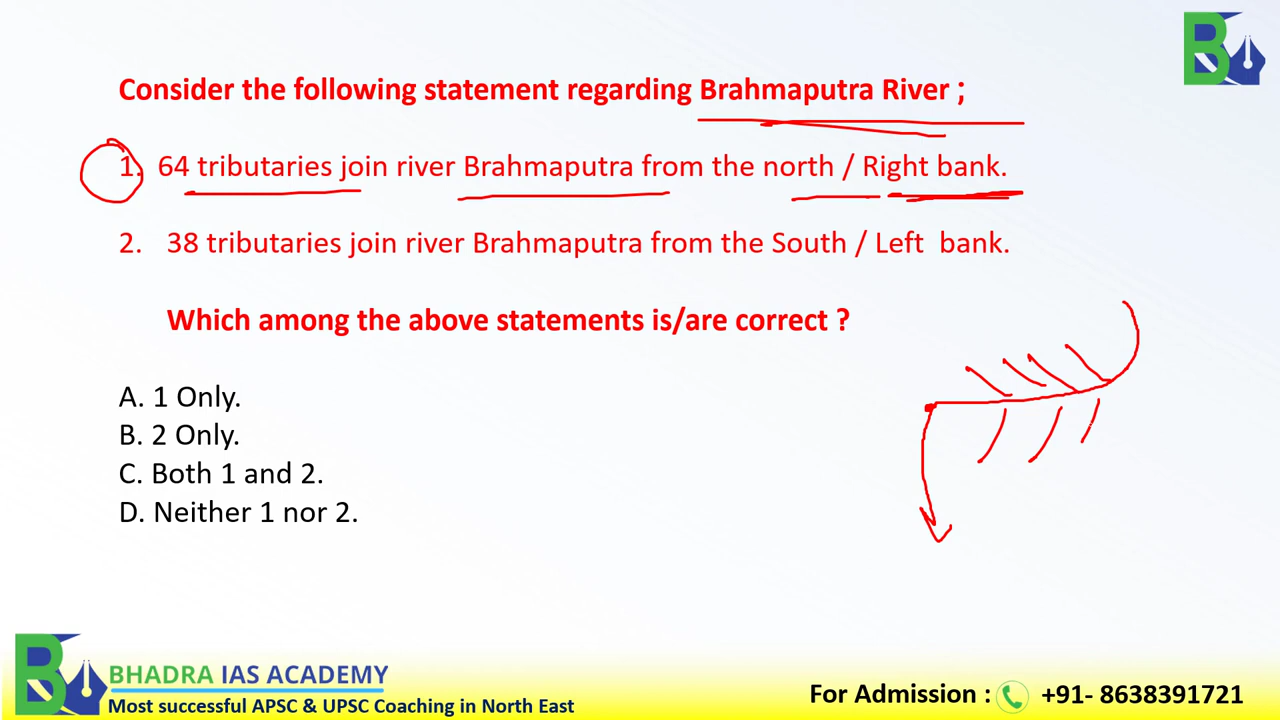 Consider the following statement regarding Brahmaputra River ;
1. 64 tributaries join river Brahmaputra from the north / Right bank.
2. 38 tributaries join river Brahmaputra from the South / Left bank.
Which among the above statements is/are correct ?
A. 1 Only.
B. 2 Only.
C. Both 1 and 2.
D. Neither 1 nor 2.
BHADRA IAS ACADEMY
Most successful APSC & UPSC Coaching in North East
For Admission : +91- 8638391721